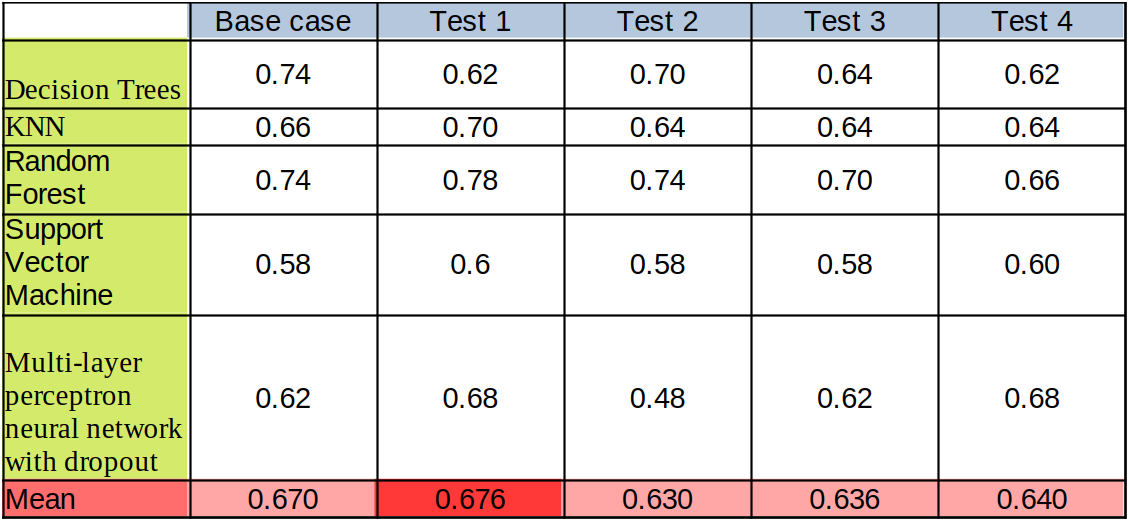 Base case Test 1 Test 2 Test 3 Test 4
Decision Trees 0.74 0.62 0.70 0.64 0.62
KNN 0.66 0.70 0.64 0.64 0.64
Random
Forest 0.74 0.78 0.74 0.70 0.66
Support
Vector
Machine 0.58 0.6 0.58 0.58 0.60
Multi-layer
perceptron
neural network
with dropout 0.62 0.68 0.48 0.62 0.68
Mean 0.670 0.676 0.630 0.636 0.640